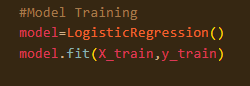 #Model Training
model=LogisticRegression()
model.fit(X_train,y_train)